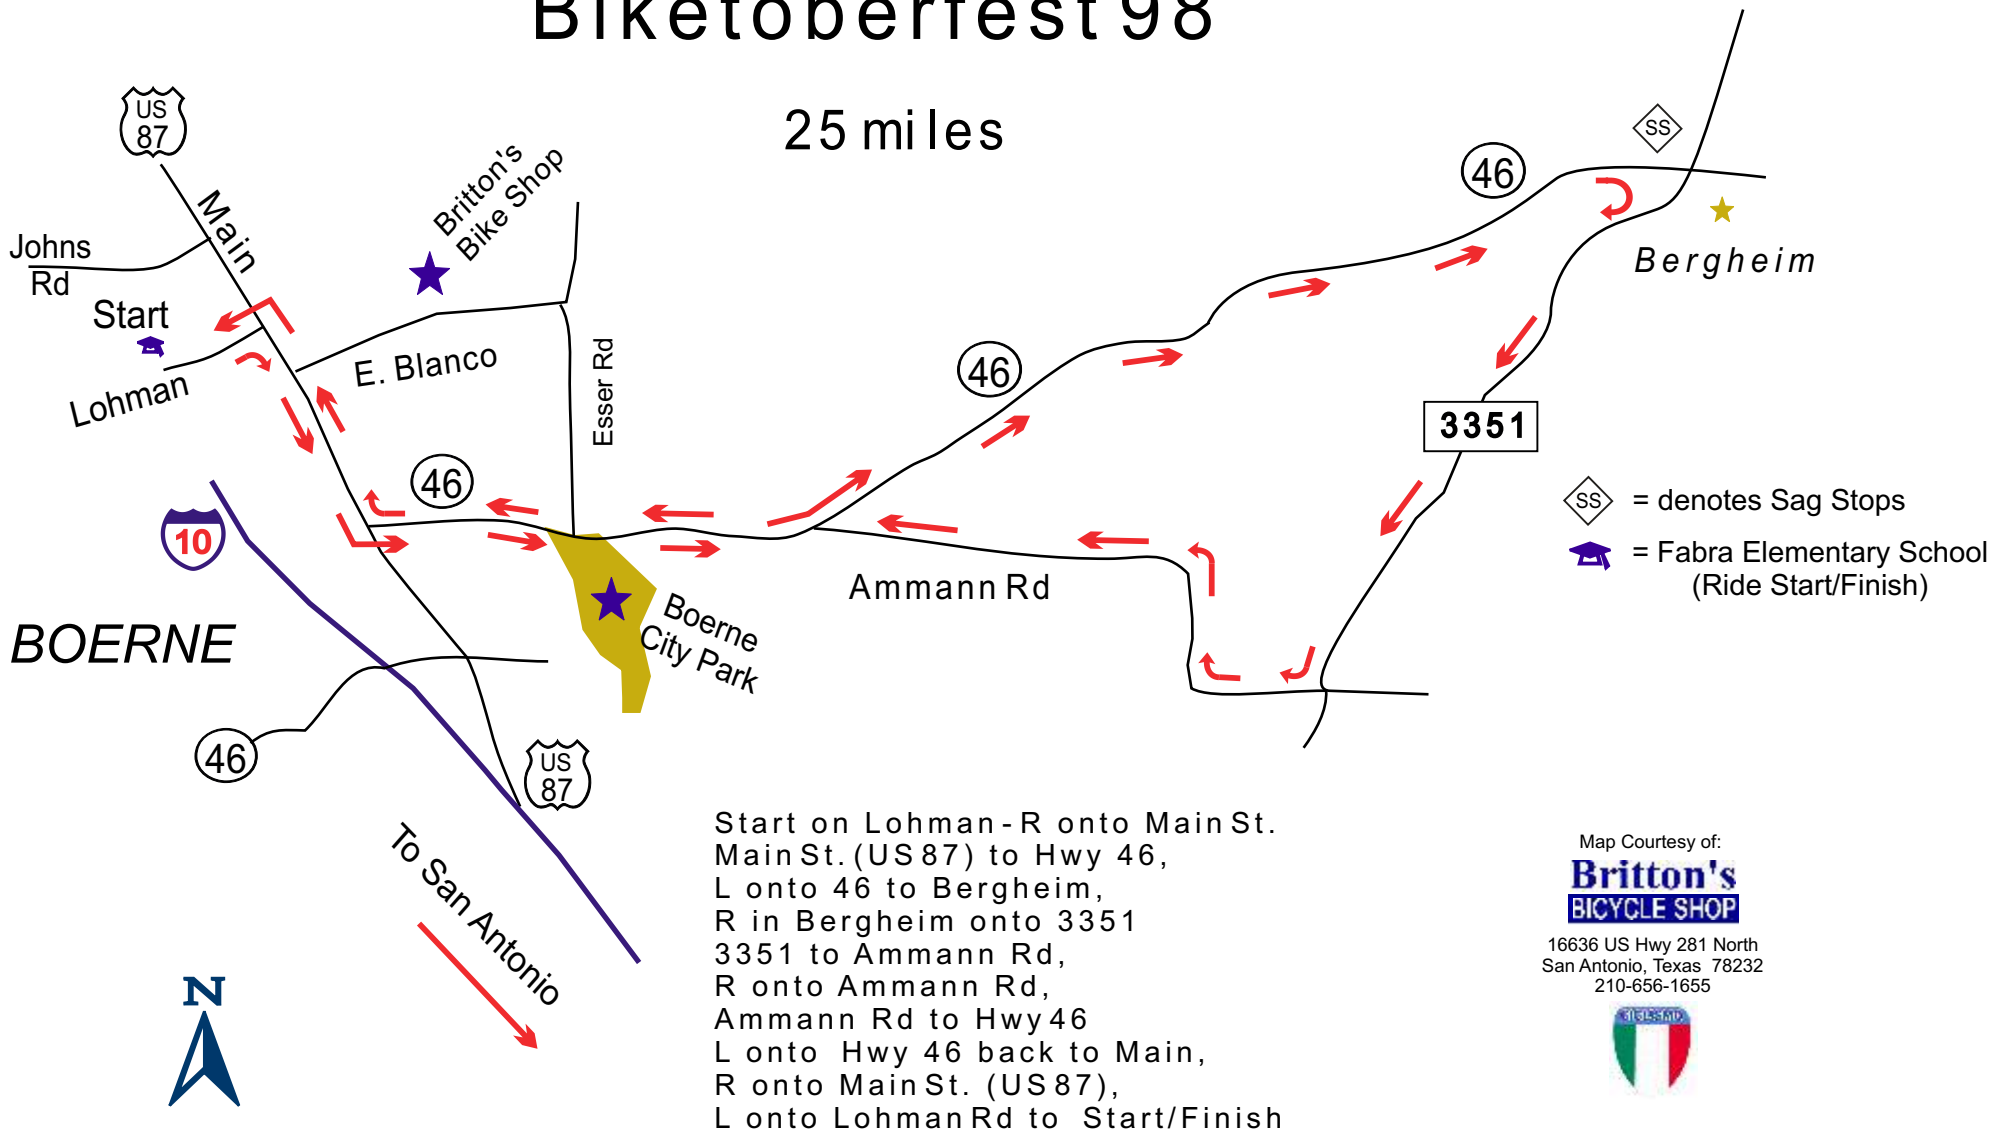 Biketoberfest 98
25 miles
US
87
Main
Johns
Rd
Start
Lohman
Britton's
Bike Shop
E. Blanco
Esser Rd
46
46
46
SS
Bergheim
3351
10
BOERNE
Boerne
City Park
Ammann Rd
SS = denotes Sag Stops
= Fabra Elementary School
(Ride Start/Finish)
46
US
87
To San Antonio
N
Start on Lohman - R onto Main St.
Main St. (US 87) to Hwy 46,
L onto 46 to Bergheim,
R in Bergheim onto 3351
3351 to Ammann Rd,
R onto Ammann Rd,
Ammann Rd to Hwy 46
L onto Hwy 46 back to Main,
R onto Main St. (US 87),
L onto Lohman Rd to Start/Finish
Map Courtesy of:
Britton's
BICYCLE SHOP
16636 US Hwy 281 North
San Antonio, Texas 78232
210-656-1655